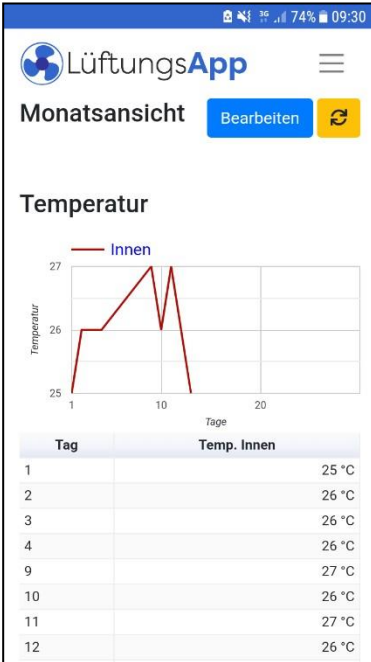 3G 74% 09:30
LüftungsApp
Monatsansicht Bearbeiten
Temperatur
Innen
27
26
25
Temperatur
1 10 20
Tage
Tag Temp. Innen
1 25 °C
2 26 °C
3 26 °C
4 26 °C
9 27 °C
10 26 °C
11 27 °C
12 26 °C